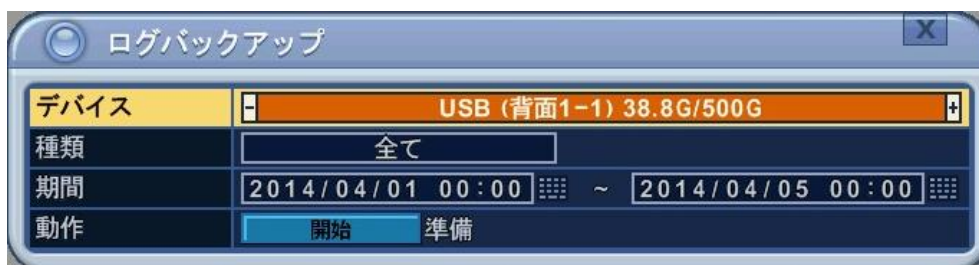 ログバックアップ X
デバイス - USB (背面1-1) 38.8G/500G +
種類 全て
期間 2014/04/01 00:00 ~ 2014/04/05 00:00
動作 開始 準備